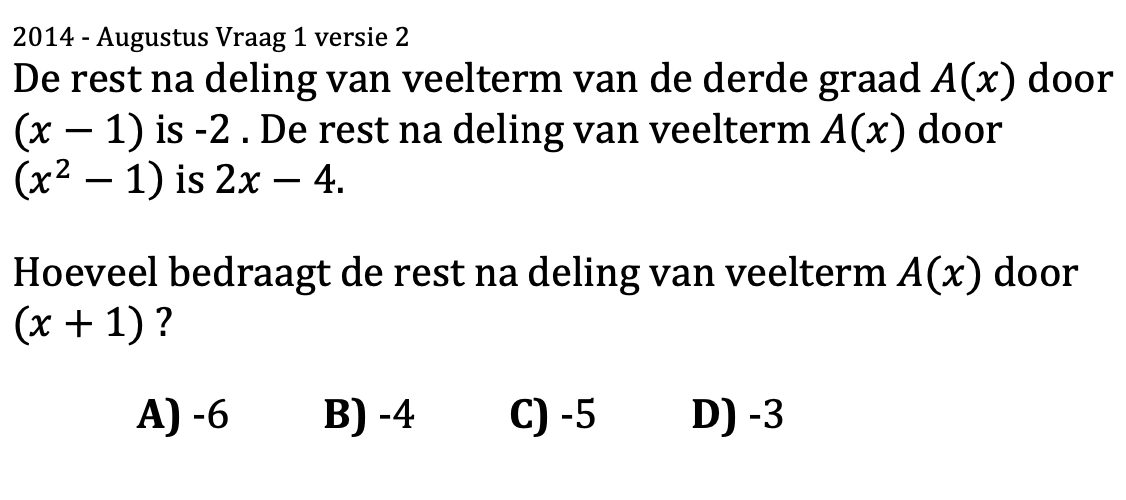 2014 - Augustus Vraag 1 versie 2
De rest na deling van veelterm van de derde graad A(x) door
(x − 1) is -2 . De rest na deling van veelterm A(x) door
(x² − 1) is 2x − 4.
Hoeveel bedraagt de rest na deling van veelterm A(x) door
(x + 1) ?
A) -6 B) -4 C) -5 D) -3